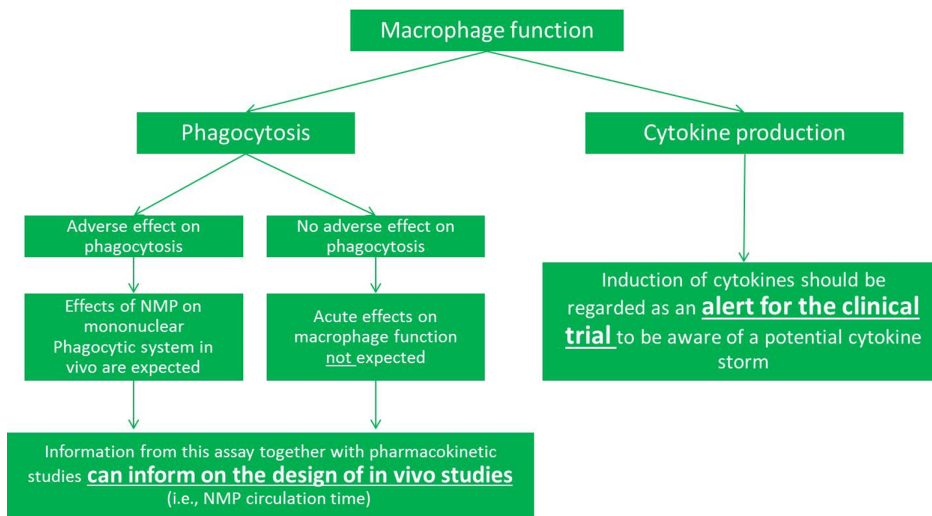 Macrophage function
Phagocytosis
Cytokine production
Adverse effect on
phagocytosis
No adverse effect on
phagocytosis
Effects of NMP on
mononuclear
Phagocytic system in
vivo are expected
Acute effects on
macrophage function
not expected
Induction of cytokines should be
regarded as an alert for the clinical
trial to be aware of a potential cytokine
storm
Information from this assay together with pharmacokinetic
studies can inform on the design of in vivo studies
(i.e., NMP circulation time)